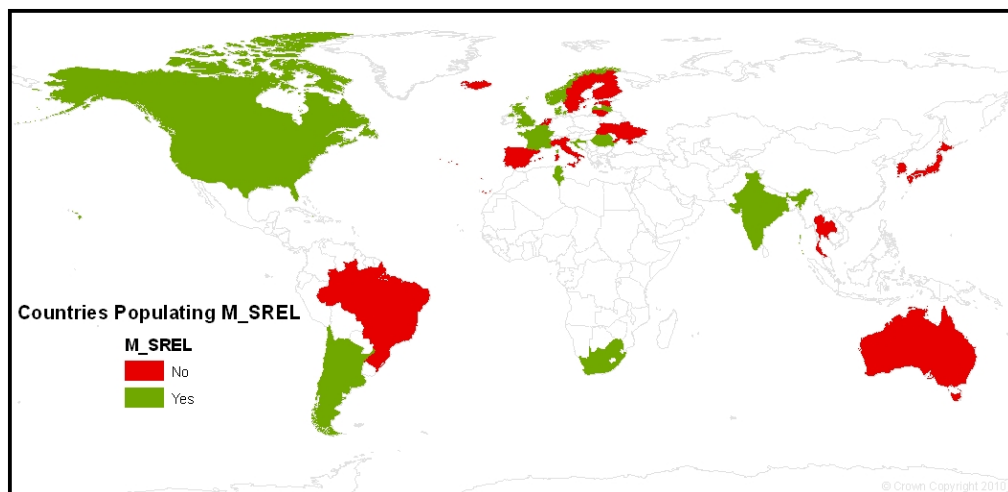 Countries Populating M_SREL
M_SREL
No
Yes
© Crown Copyright 2010